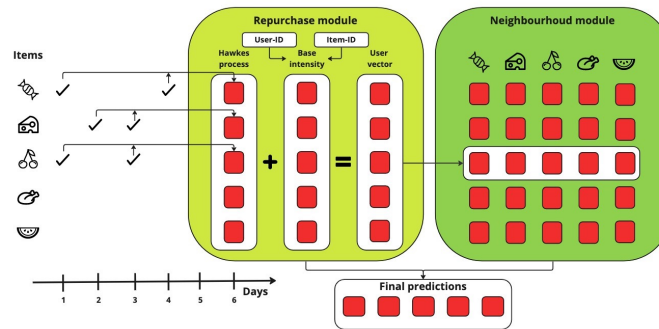 Repurchase module
Neighbourhoud module
User-ID
Item-ID
Items
Hawkes
process
Base
intensity
User
vector
1
2
3
4
5
6
Days
Final predictions